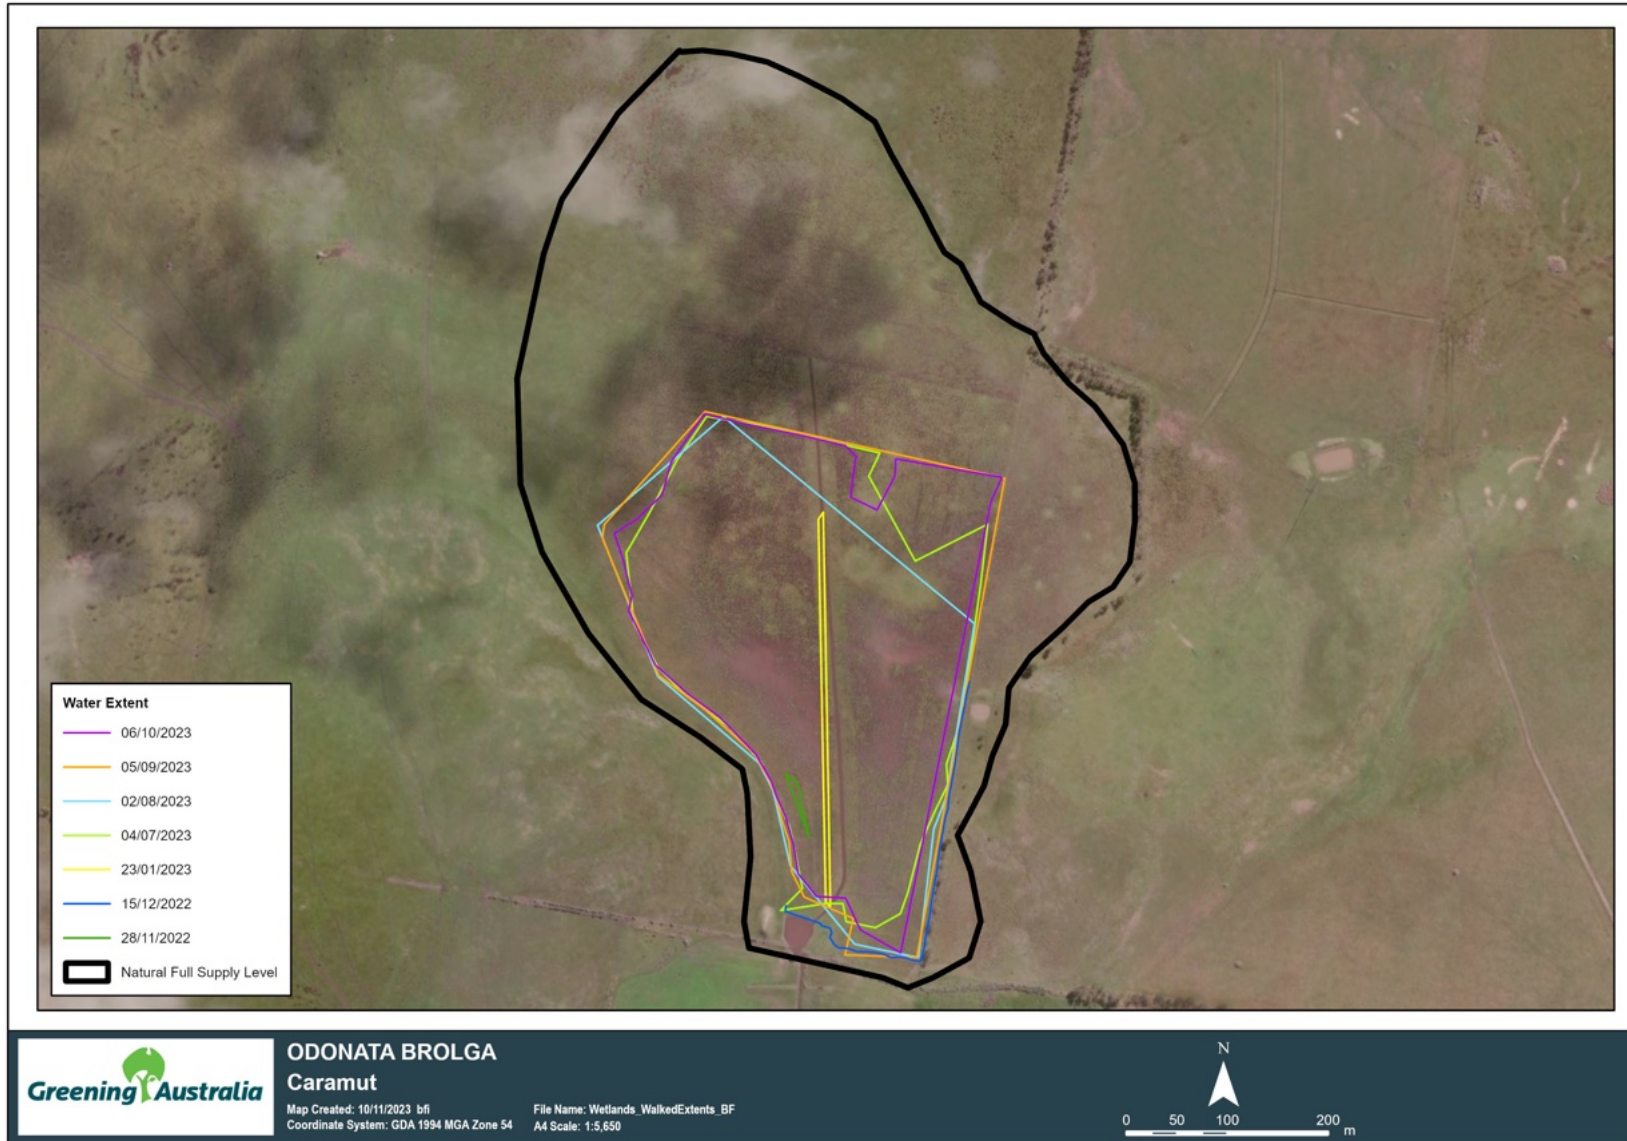 Water Extent
06/10/2023
05/09/2023
02/08/2023
04/07/2023
23/01/2023
15/12/2022
28/11/2022
Natural Full Supply Level
Greening Australia
ODONATA BROLGA
Caramut
Map Created: 10/11/2023 bfi
Coordinate System: GDA 1994 MGA Zone 54
File Name: Wetlands_WalkedExtents_BF
A4 Scale: 1:5,650
N
0 50 100 200
m